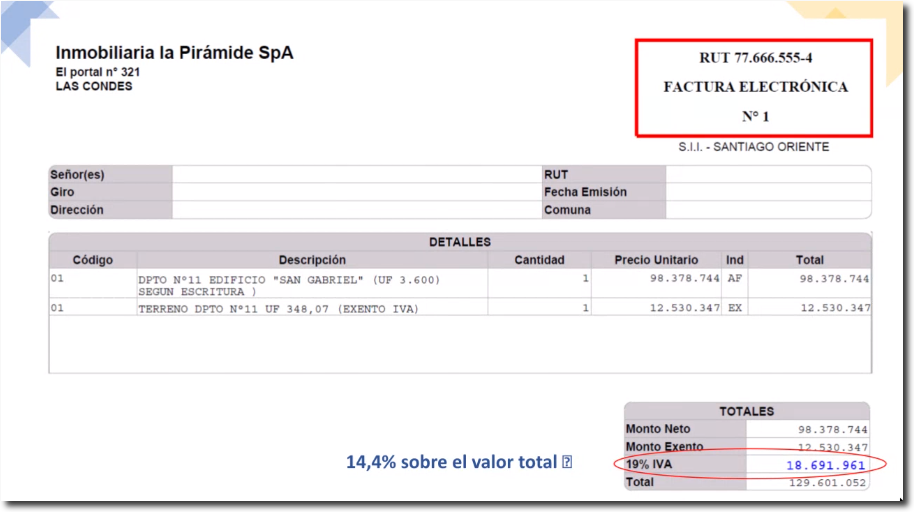 Inmobiliaria la Pirámide SpA
El portal n° 321
LAS CONDES
RUT 77.666.555-4
FACTURA ELECTRÓNICA
N° 1
S.I.I. - SANTIAGO ORIENTE
Señor(es) RUT
Giro Fecha Emisión
Dirección Comuna
DETALLES
Código Descripción Cantidad Precio Unitario Ind Total
01 DPTO Nº11 EDIFICIO "SAN GABRIEL" (UF 3.600) 1 98.378.744 AF 98.378.744
SEGUN ESCRITURA )
01 TERRENO DPTO Nº11 UF 348,07 (EXENTO IVA) 1 12.530.347 EX 12.530.347
TOTALES
Monto Neto 98.378.744
Monto Exento 12.530.347
14,4% sobre el valor total 19% IVA 18.691.961
Total 129.601.052